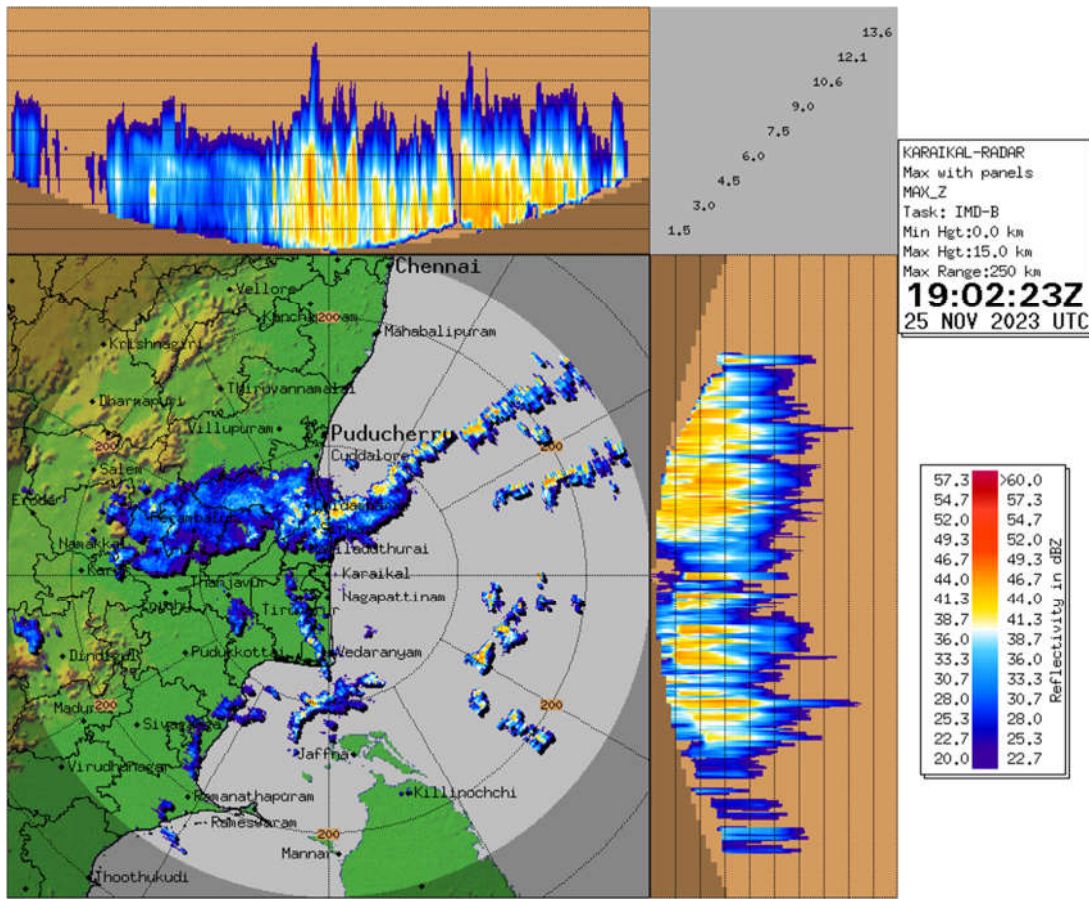 13.6
12.1
10.6
9.0
7.5
6.0
4.5
3.0
1.5
KARAIKAL-RADAR
Max with panels
MAX_Z
Task: IMD-B
Min Hgt:0.0 km
Max Hgt:15.0 km
Max Range:250 km
19:02:23Z
25 NOV 2023 UTC
Chennai
Vellore
200
Mahabalipuram
Krishnagiri
Thiruvannamalai
Dharmapuri
Villupuram
Puducherry
200
200
Cuddalore
Salem
Erode
Namakkal
Karaikal
Thanjavur
Nagapattinam
Pudukkottai
Vedaranyam
200
200
Jaffna
Virudhunagar
Killinochchi
Ramanathapuram
Rameswaram
200
Mannar
Thoothukudi
57.3 >60.0
54.7 57.3
52.0 54.7
49.3 52.0
46.7 49.3
44.0 46.7
41.3 44.0
38.7 41.3
36.0 38.7
33.3 36.0
30.7 33.3
28.0 30.7
25.3 28.0
22.7 25.3
20.0 22.7
Reflectivity in dBZ